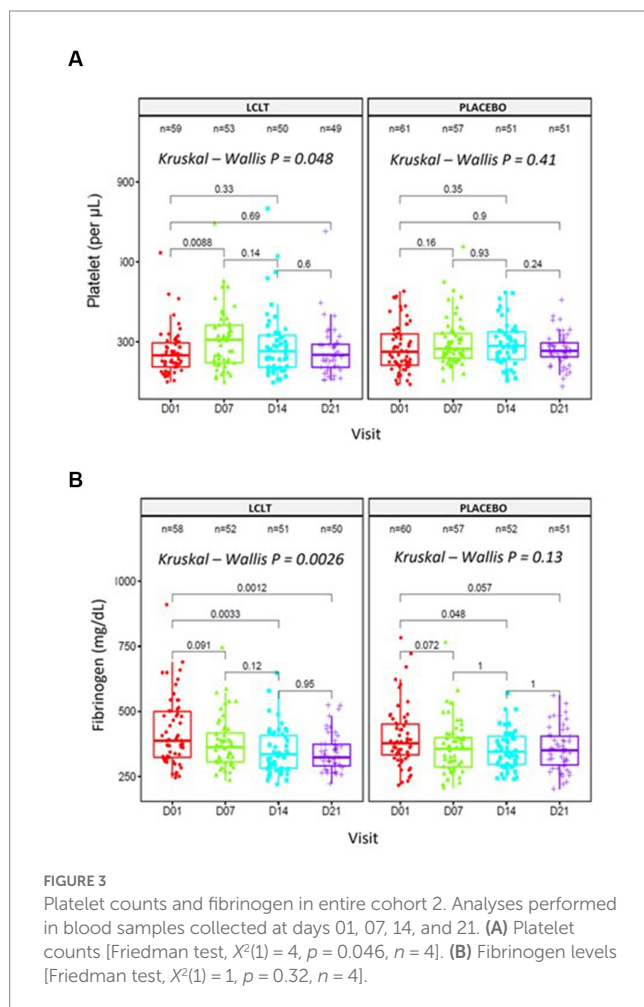 A
LCLT PLACEBO
n=59 n=53 n=50 n=49 n=61 n=57 n=51 n=51
Kruskal – Wallis P = 0.048 Kruskal – Wallis P = 0.41
900
0.33 0.35
0.69 0.9
0.0088 0.14 0.16 0.93
600
0.6 0.24
300
Platelet (per µL)
D01 D07 D14 D21 D01 D07 D14 D21
Visit
B
LCLT PLACEBO
n=58 n=52 n=51 n=50 n=60 n=57 n=52 n=51
Kruskal – Wallis P = 0.0026 Kruskal – Wallis P = 0.13
1000
0.0012 0.057
0.0033 0.048
0.091 0.072
750
0.12 1
0.95 1
500
250
Fibrinogen (mg/dL)
D01 D07 D14 D21 D01 D07 D14 D21
Visit
FIGURE 3
Platelet counts and fibrinogen in entire cohort 2. Analyses performed
in blood samples collected at days 01, 07, 14, and 21. (A) Platelet
counts [Friedman test, X²(1) = 4, p = 0.046, n = 4]. (B) Fibrinogen levels
[Friedman test, X²(1) = 1, p = 0.32, n = 4].